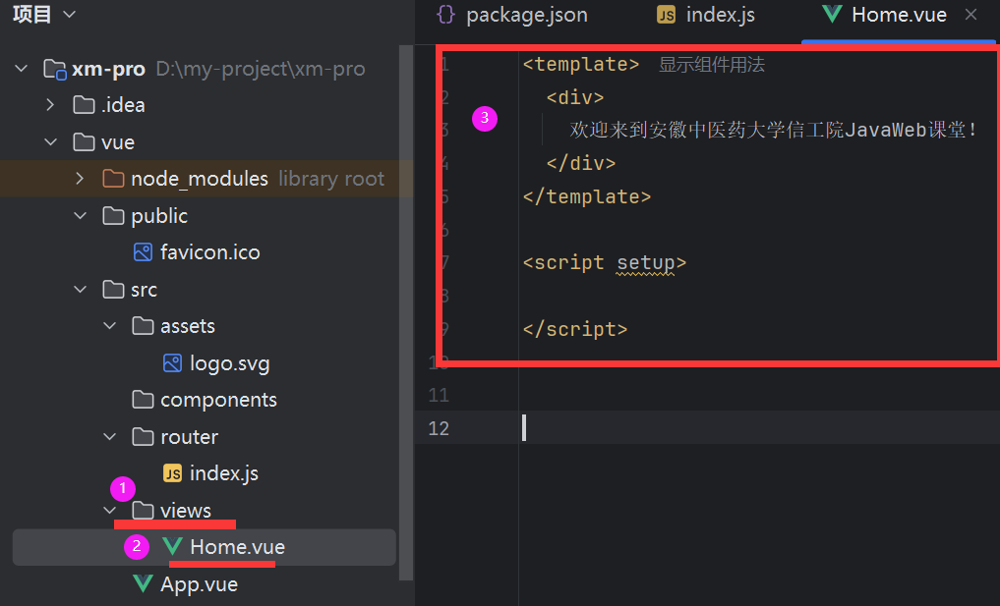 项目
package.json
index.js
Home.vue
xm-pro D:\my-project\xm-pro
.idea
vue
node_modules library root
public
favicon.ico
src
assets
logo.svg
components
router
JS index.js
1
views
2
Home.vue
App.vue
3
1 <template> 显示组件用法
2 <div>
3 欢迎来到安徽中医药大学信工院JavaWeb课堂!
4 </div>
5 </template>
6
7 <script setup>
8
9 </script>
10
11
12